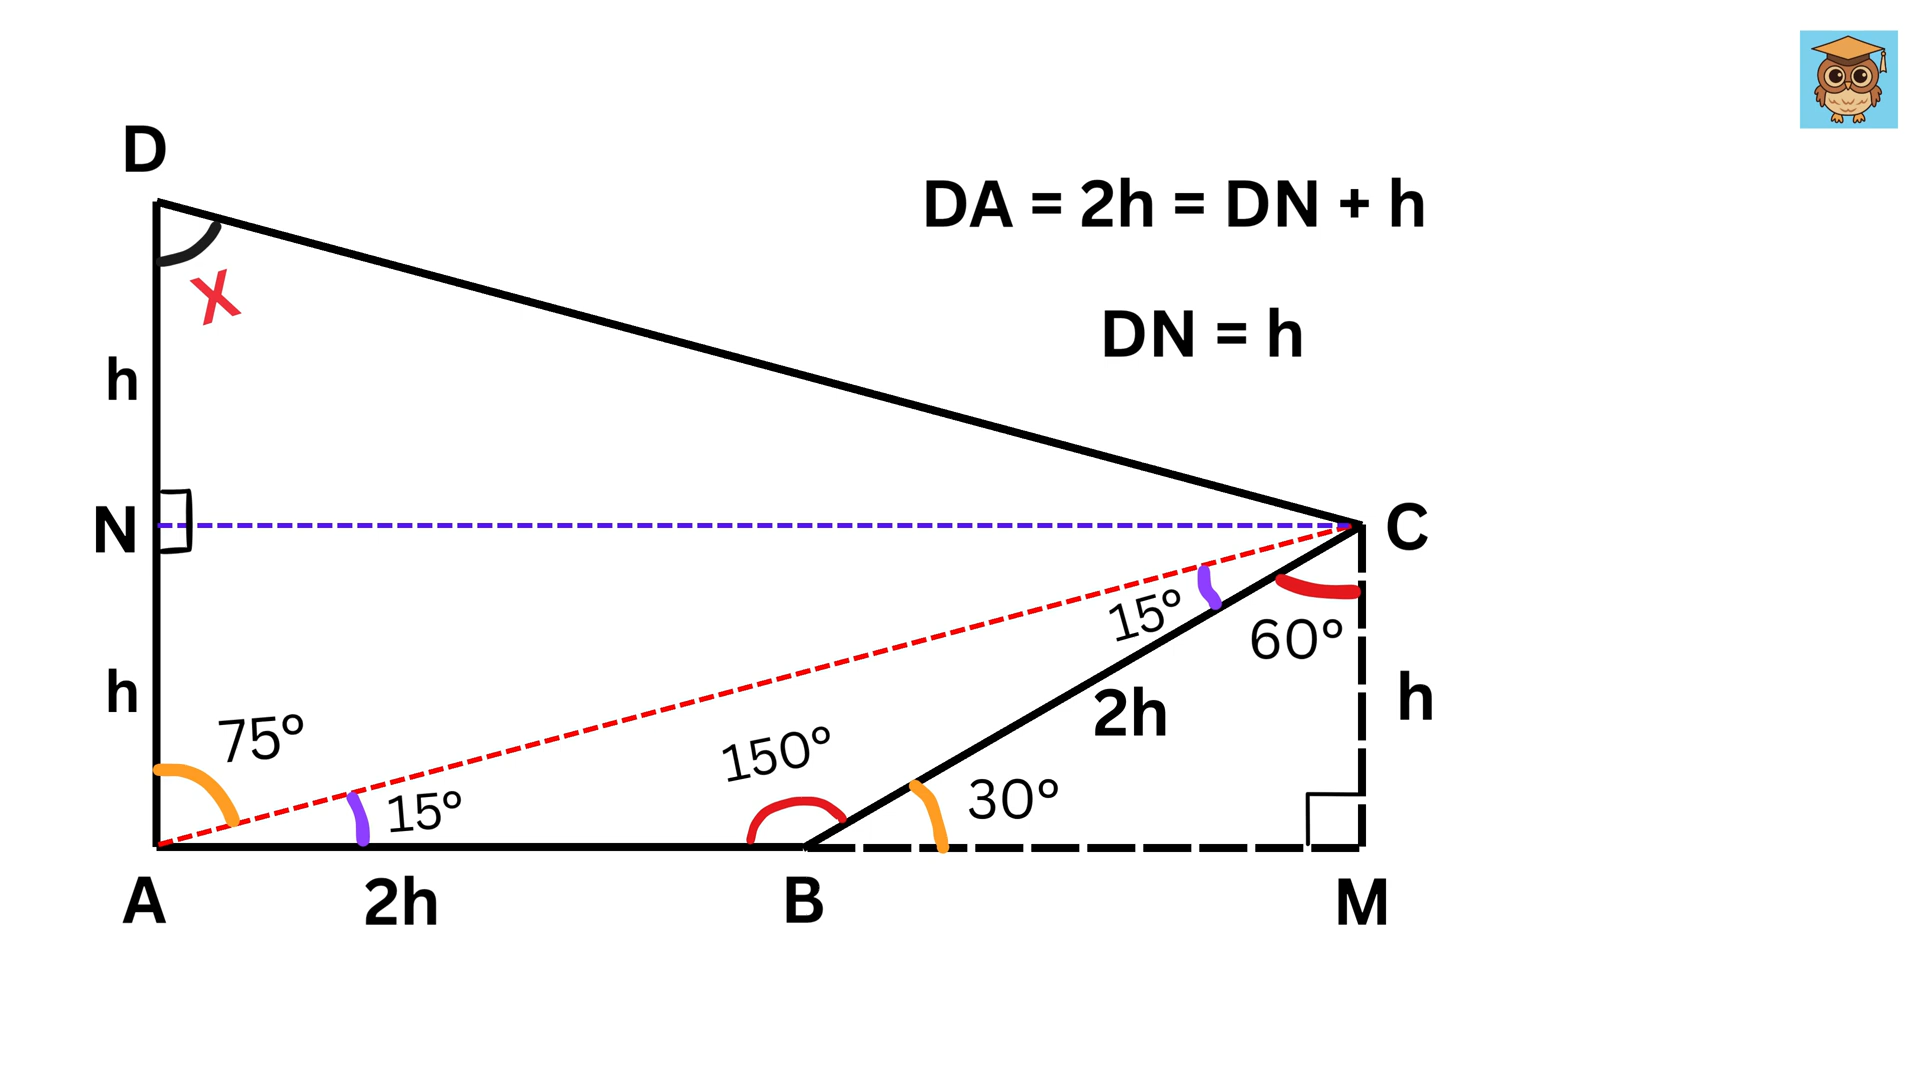 D
DA = 2h = DN + h
X
DN = h
h
N
C
15°
60°
h
75°
2h
h
150°
15°
30°
A
2h
B
M